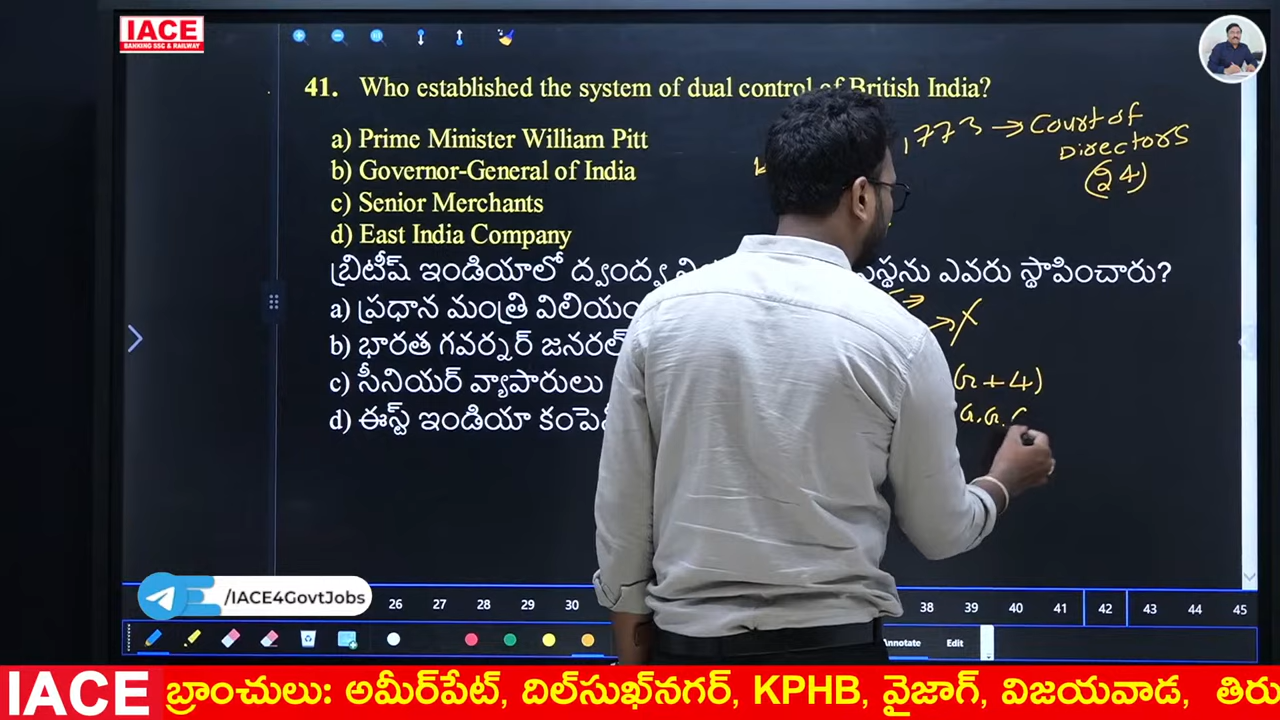 IACE
BANKING SSC & RAILWAY
41. Who established the system of dual control of British India?
a) Prime Minister William Pitt
b) Governor-General of India
c) Senior Merchants
d) East India Company
1773 → Court of
Directors
(24)
బ్రిటీష్ ఇండియాలో ద్వంద్వ ఎవరు స్థాపించారు?
a) ప్రధాన మంత్రి
b) భారత గవర్నర్ జనరల్
c) సీనియర్ వ్యాపారులు
d) ఈస్ట్ ఇండియా
+4)
G.G.
/IACE4GovtJobs
26 27 28 29 30 38 39 40 41 42 43 44 45
Annotate Edit
IACE బ్రాంచులు: అమీర్‌పేట్, దిల్‌సుఖ్‌నగర్, KPHB, వైజాగ్, విజయవాడ,